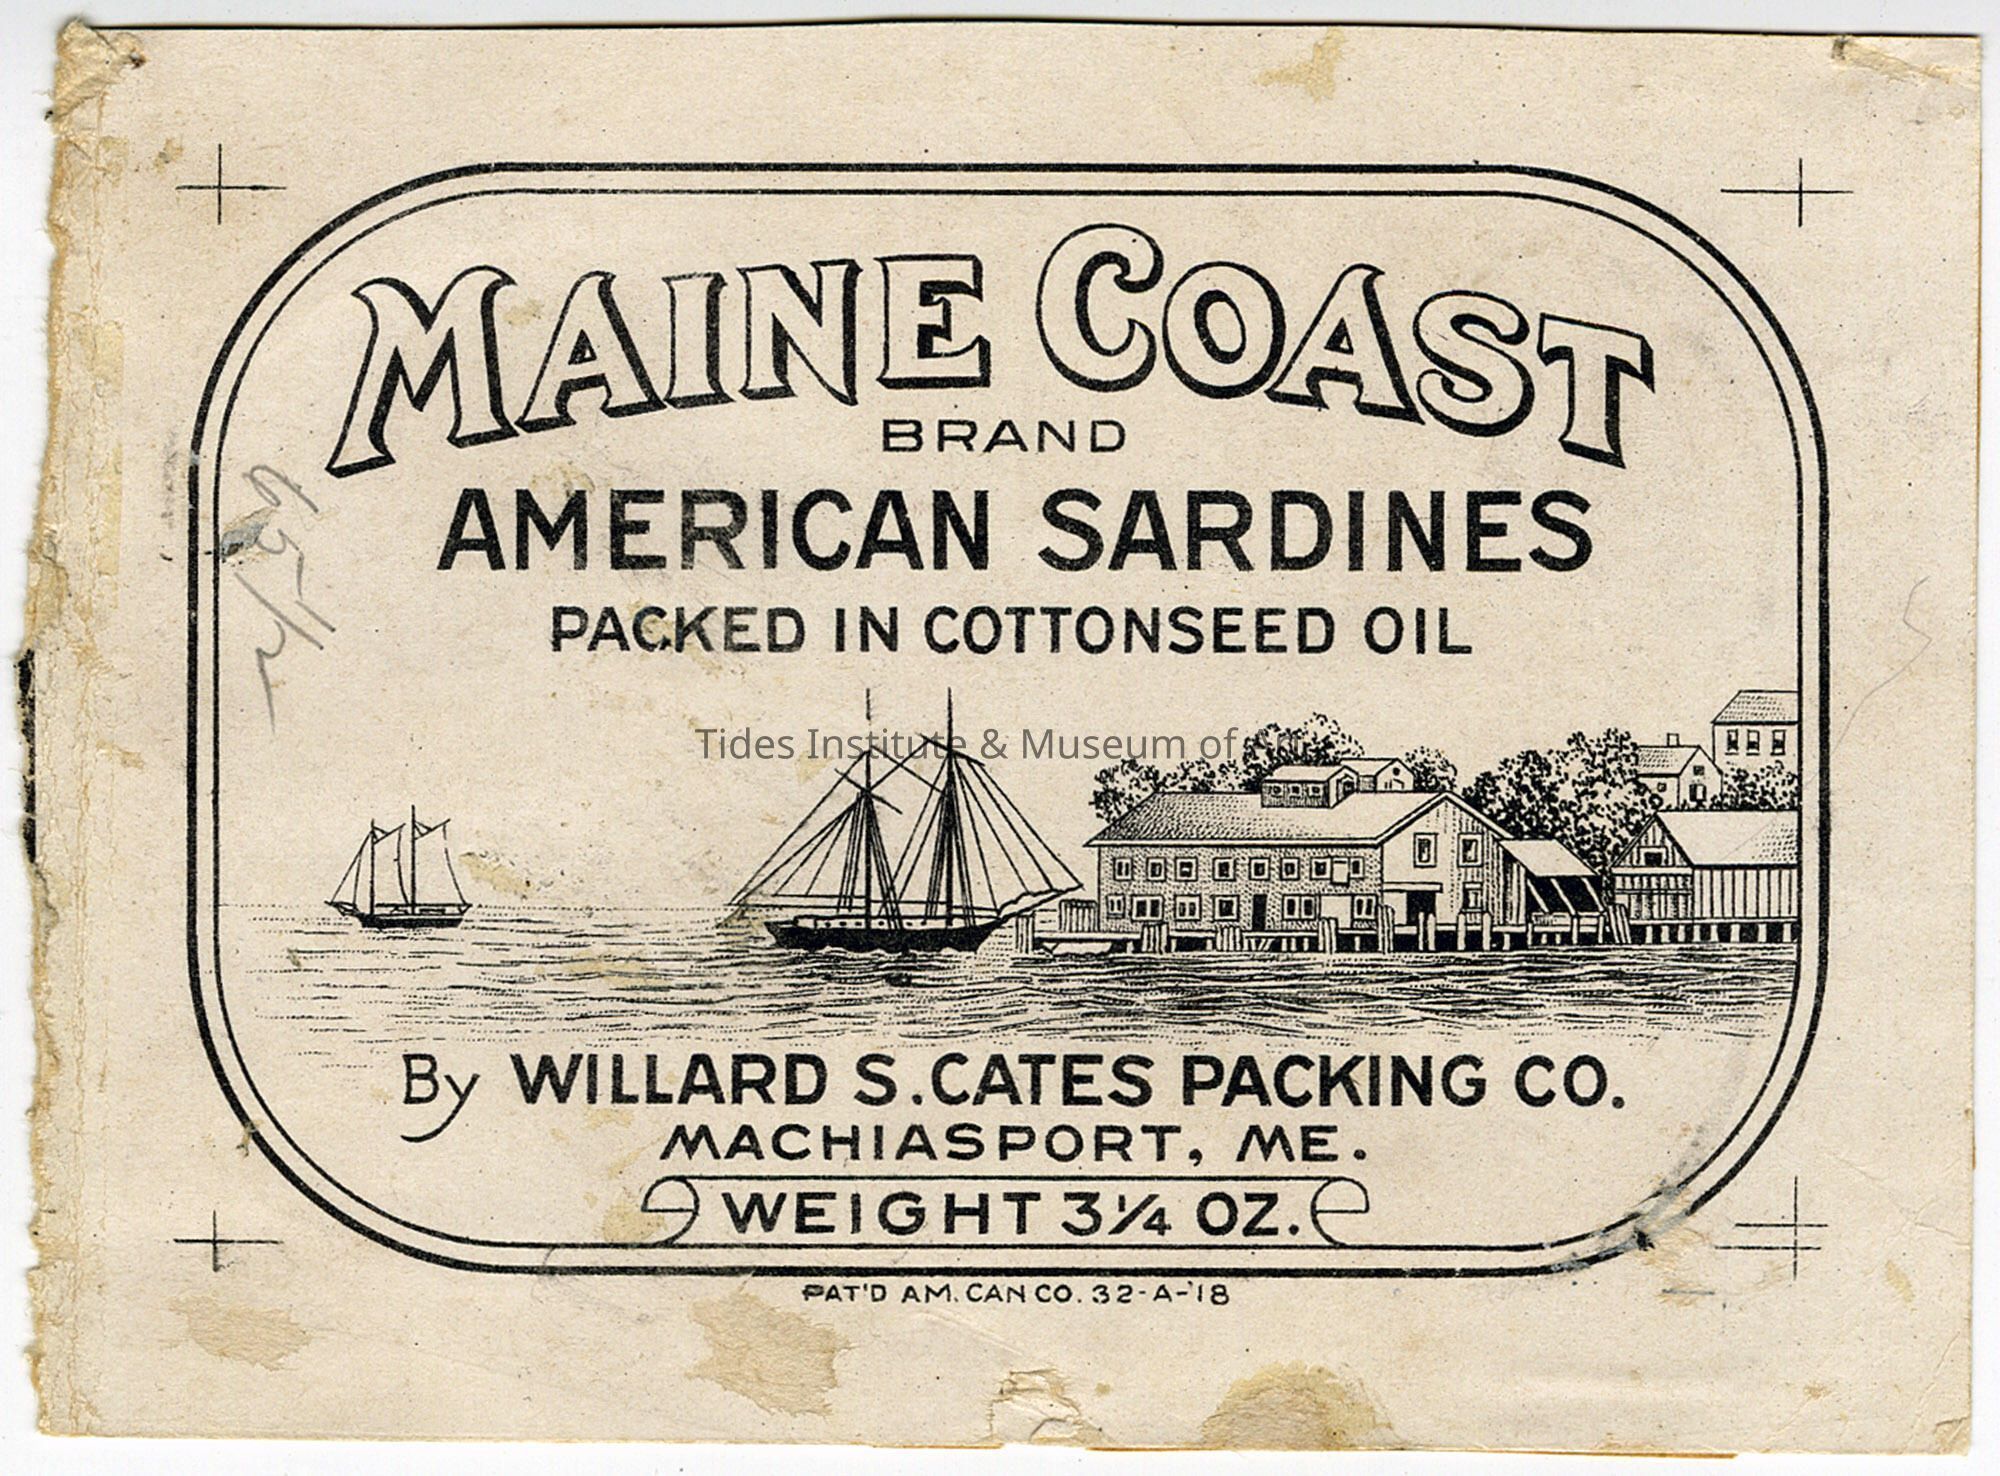 MAINE COAST
BRAND
AMERICAN SARDINES
PACKED IN COTTONSEED OIL
Tides Institute & Museum of Art
By WILLARD S. CATES PACKING CO.
MACHIASPORT, ME.
WEIGHT 3¼ OZ.
PAT'D AM. CAN CO. 32-A-'18